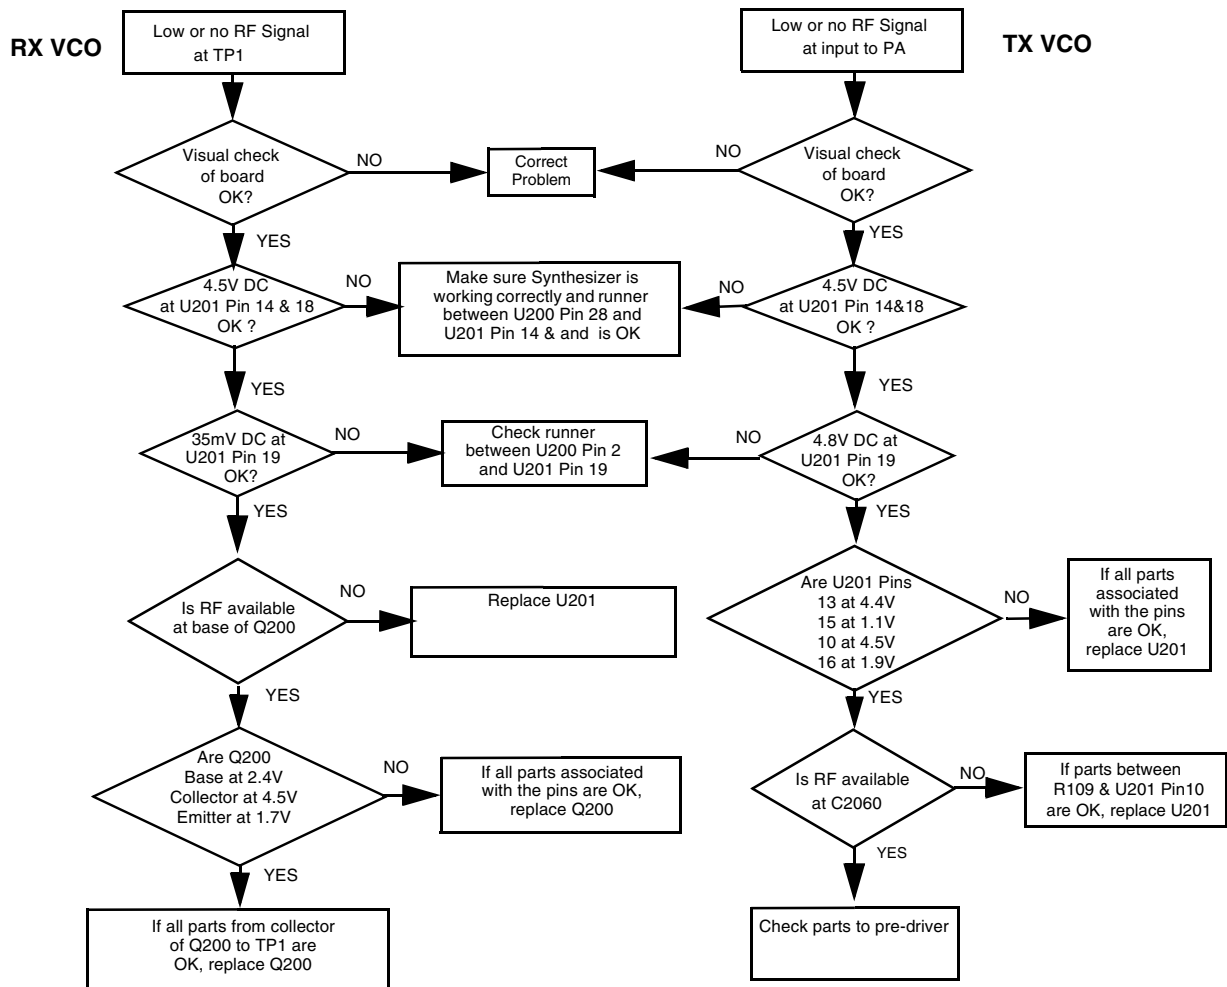 RX VCO
Low or no RF Signal
at TP1
Visual check
of board
OK?
NO
YES
4.5V DC
at U201 Pin 14 & 18
OK ?
NO
YES
35mV DC at
U201 Pin 19
OK?
NO
YES
Is RF available
at base of Q200
NO
Replace U201
YES
Are Q200
Base at 2.4V
Collector at 4.5V
Emitter at 1.7V
NO
If all parts associated
with the pins are OK,
replace Q200
YES
If all parts from collector
of Q200 to TP1 are
OK, replace Q200
Correct
Problem
Make sure Synthesizer is
working correctly and runner
between U200 Pin 28 and
U201 Pin 14 & and is OK
Check runner
between U200 Pin 2
and U201 Pin 19
TX VCO
Low or no RF Signal
at input to PA
Visual check
of board
OK?
NO
YES
4.5V DC
at U201 Pin 14&18
OK ?
NO
YES
4.8V DC at
U201 Pin 19
OK?
NO
YES
Are U201 Pins
13 at 4.4V
15 at 1.1V
10 at 4.5V
16 at 1.9V
NO
If all parts
associated
with the pins
are OK,
replace U201
YES
Is RF available
at C2060
NO
If parts between
R109 & U201 Pin10
are OK, replace U201
YES
Check parts to pre-driver